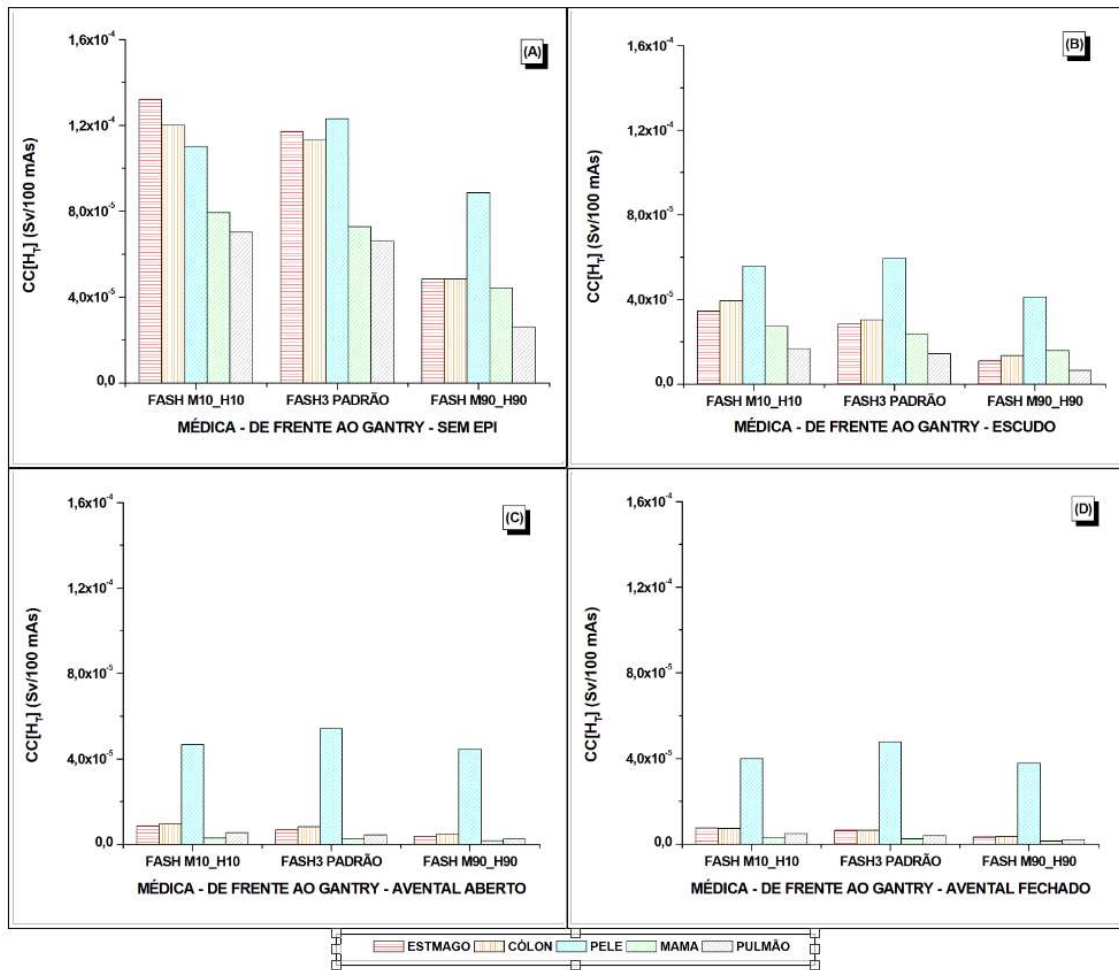 (A)
CC[H_T] (Sv/100 mAs)
1,6x10^-4
1,2x10^-4
8,0x10^-5
4,0x10^-5
0,0
FASH M10_H10 FASH3 PADRÃO FASH M90_H90
MÉDICA - DE FRENTE AO GANTRY - SEM EPI
(B)
CC[H_T] (Sv/100 mAs)
1,6x10^-4
1,2x10^-4
8,0x10^-5
4,0x10^-5
0,0
FASH M10_H10 FASH3 PADRÃO FASH M90_H90
MÉDICA - DE FRENTE AO GANTRY - ESCUDO
(C)
CC[H_T] (Sv/100 mAs)
1,6x10^-4
1,2x10^-4
8,0x10^-5
4,0x10^-5
0,0
FASH M10_H10 FASH3 PADRÃO FASH M90_H90
MÉDICA - DE FRENTE AO GANTRY - AVENTAL ABERTO
(D)
CC[H_T] (Sv/100 mAs)
1,6x10^-4
1,2x10^-4
8,0x10^-5
4,0x10^-5
0,0
FASH M10_H10 FASH3 PADRÃO FASH M90_H90
MÉDICA - DE FRENTE AO GANTRY - AVENTAL FECHADO
ESTMAGO CÓLON PELE MAMA PULMÃO